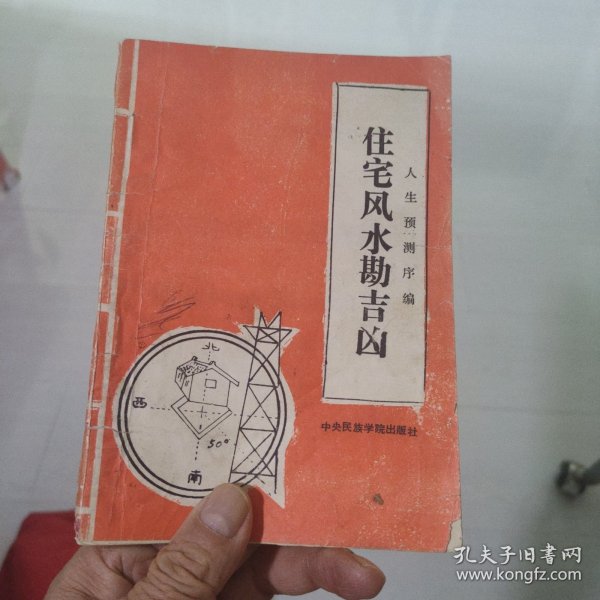 住宅风水勘吉凶
人生预测序编
中央民族学院出版社
北
西
50°
南
孔夫子旧书网
www.kongfz.com